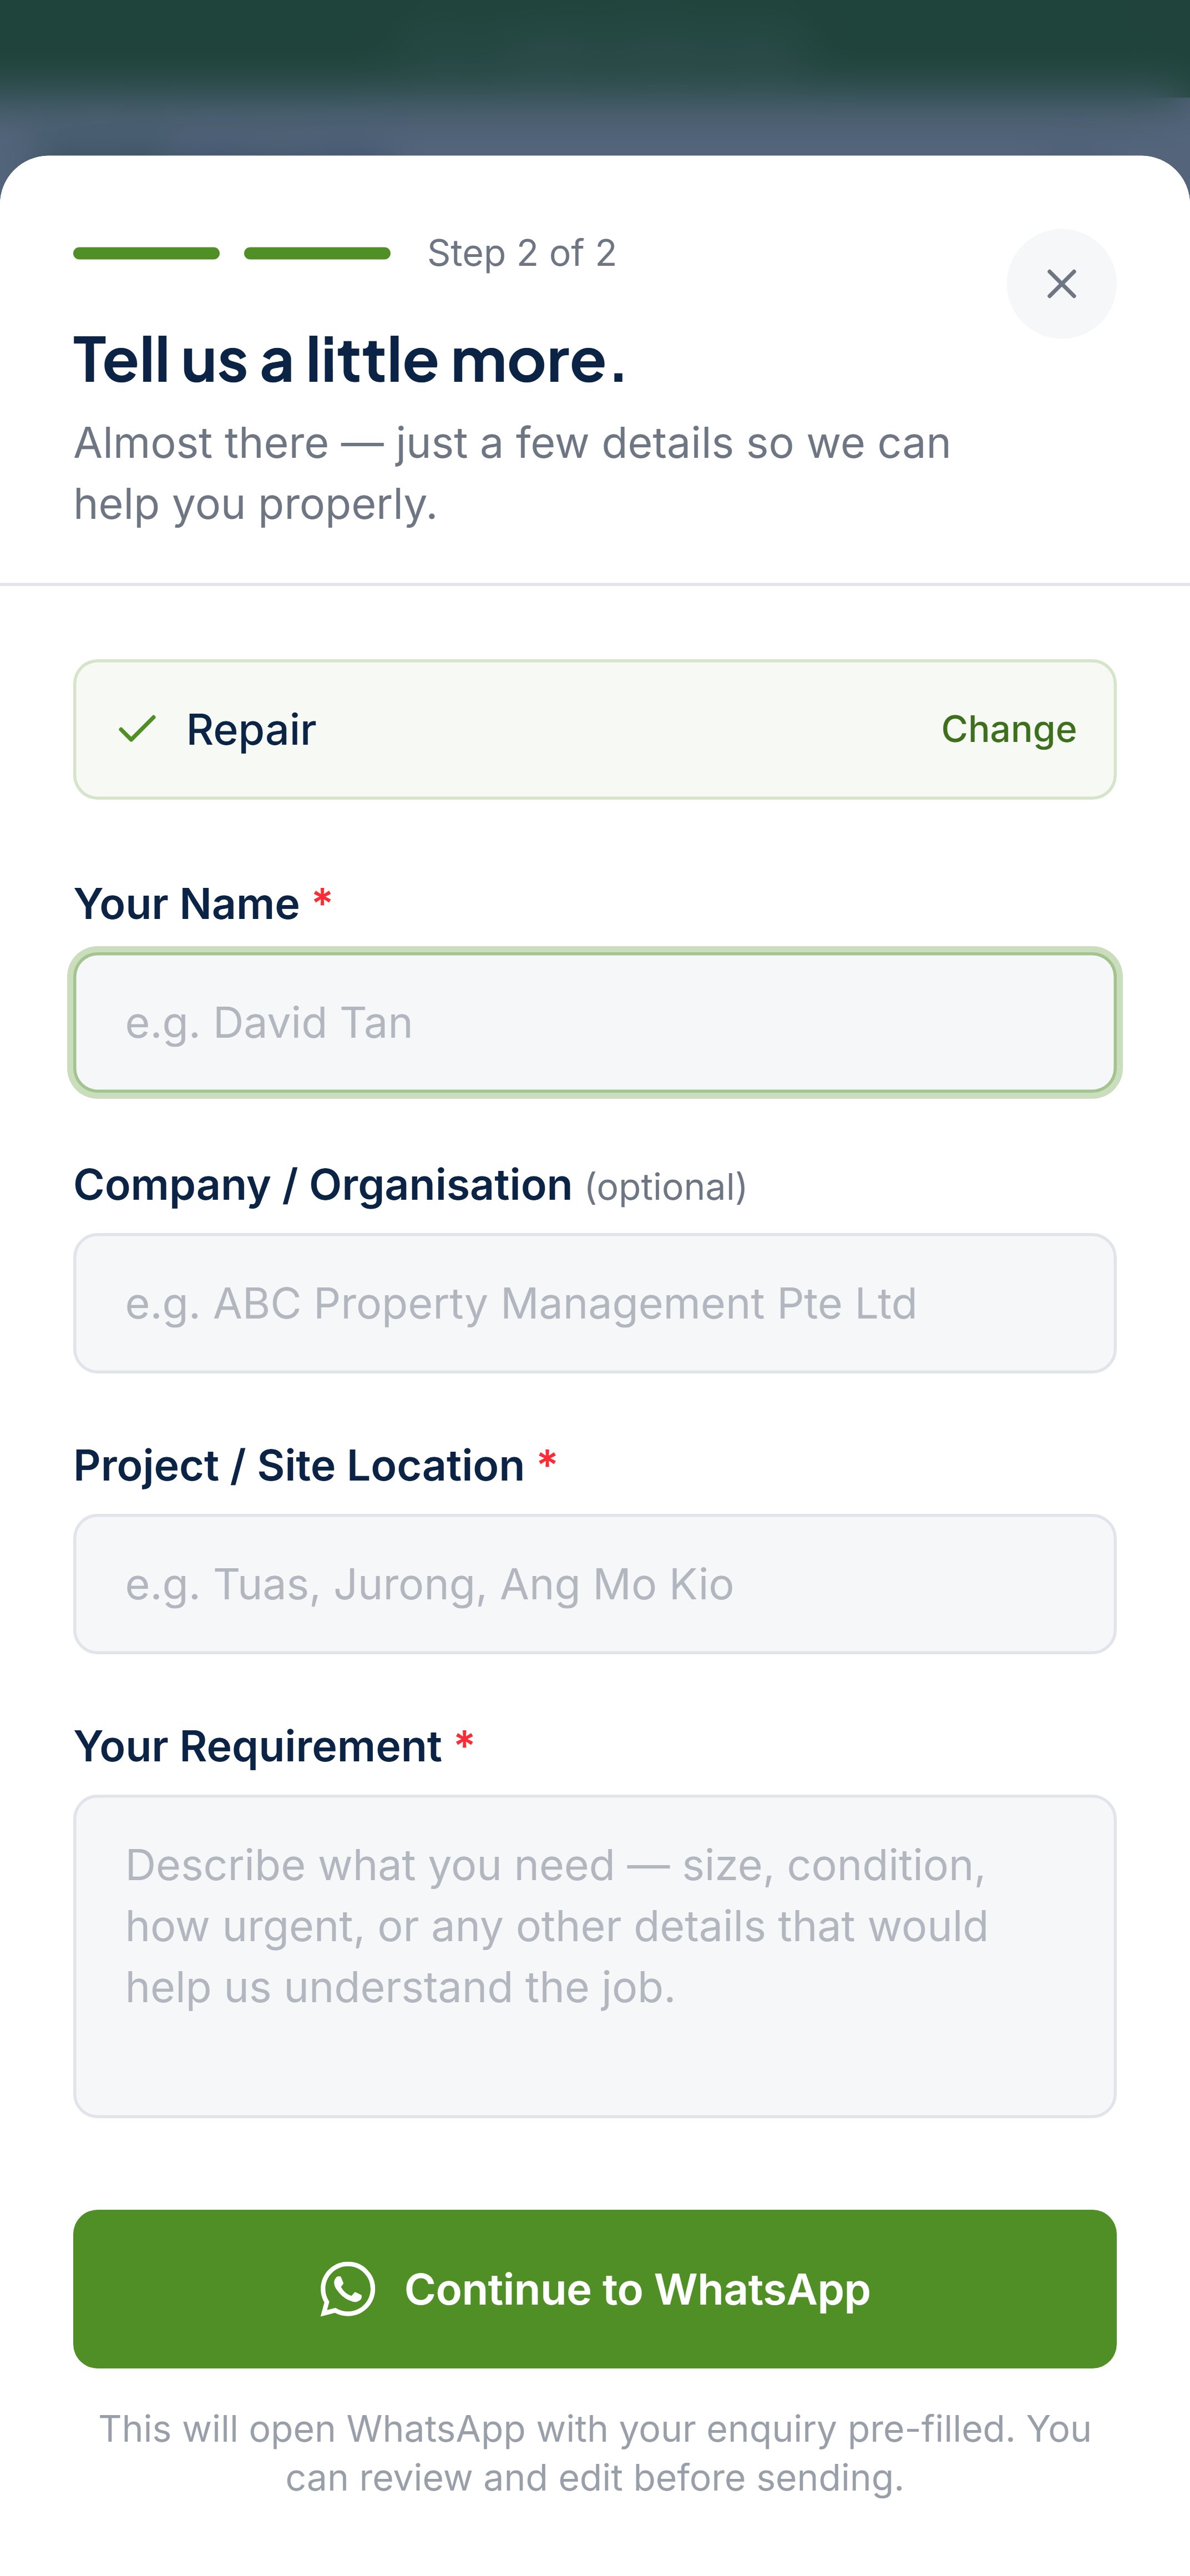 Step 2 of 2
Tell us a little more.
Almost there — just a few details so we can
help you properly.
Repair
Change
Your Name *
e.g. David Tan
Company / Organisation (optional)
e.g. ABC Property Management Pte Ltd
Project / Site Location *
e.g. Tuas, Jurong, Ang Mo Kio
Your Requirement *
Describe what you need — size, condition,
how urgent, or any other details that would
help us understand the job.
Continue to WhatsApp
This will open WhatsApp with your enquiry pre-filled. You
can review and edit before sending.